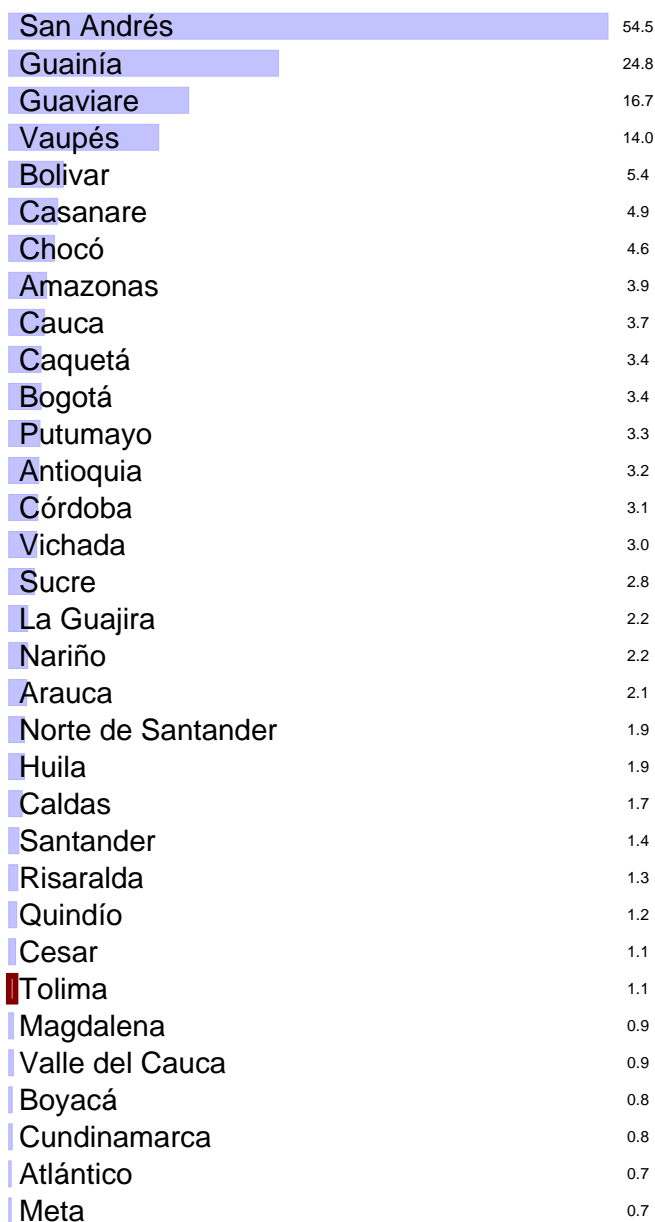 San Andrés 54.5
Guainía 24.8
Guaviare 16.7
Vaupés 14.0
Bolivar 5.4
Casanare 4.9
Chocó 4.6
Amazonas 3.9
Cauca 3.7
Caquetá 3.4
Bogotá 3.4
Putumayo 3.3
Antioquia 3.2
Córdoba 3.1
Vichada 3.0
Sucre 2.8
La Guajira 2.2
Nariño 2.2
Arauca 2.1
Norte de Santander 1.9
Huila 1.9
Caldas 1.7
Santander 1.4
Risaralda 1.3
Quindío 1.2
Cesar 1.1
Tolima 1.1
Magdalena 0.9
Valle del Cauca 0.9
Boyacá 0.8
Cundinamarca 0.8
Atlántico 0.7
Meta 0.7